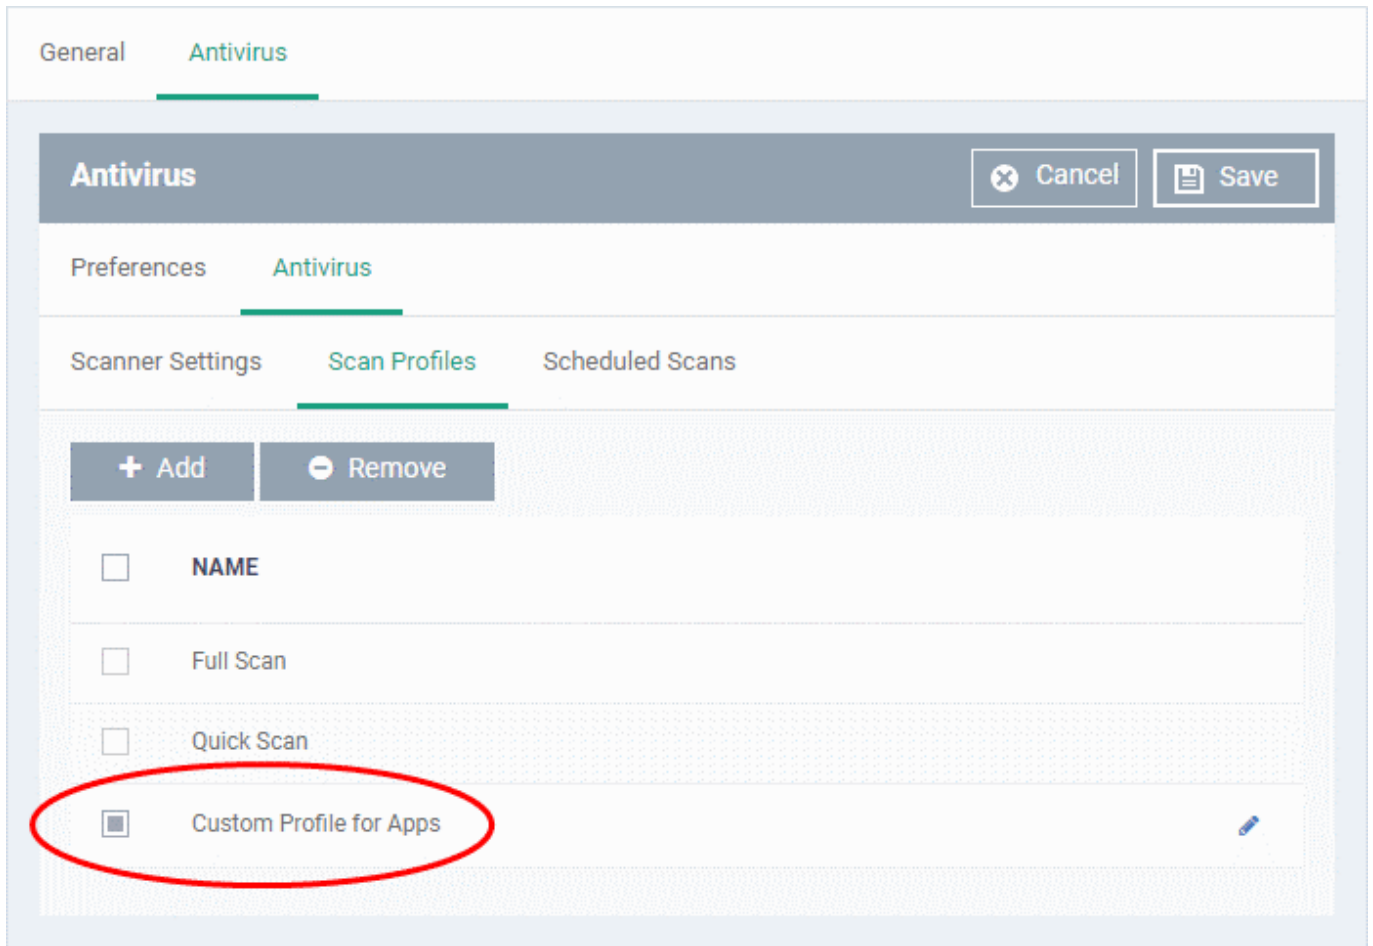 General Antivirus
Antivirus Cancel Save
Preferences Antivirus
Scanner Settings Scan Profiles Scheduled Scans
Add Remove
NAME
Full Scan
Quick Scan
Custom Profile for Apps